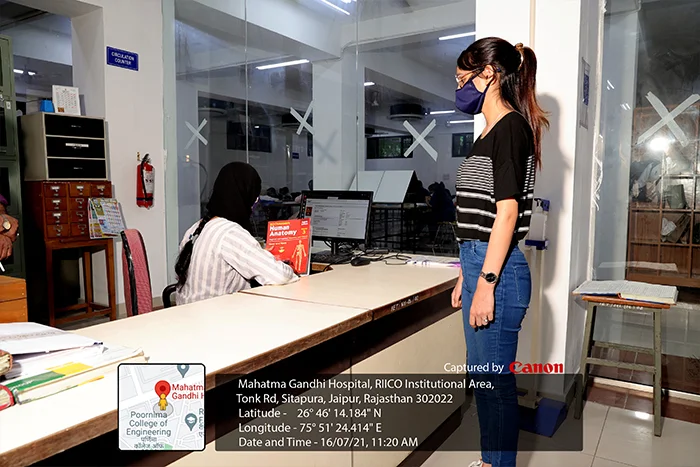 CIRCULATION
COUNTER
Human
Anatomy
Captured by Canon
Mahatma Gandhi Hospital, RIICO Institutional Area,
Tonk Rd, Sitapura, Jaipur, Rajasthan 302022
Latitude - 26° 46' 14.184" N
Longitude - 75° 51' 24.414" E
Date and Time - 16/07/21, 11:20 AM
Mahatma
Gandhi H
Poornima
College of
Engineering